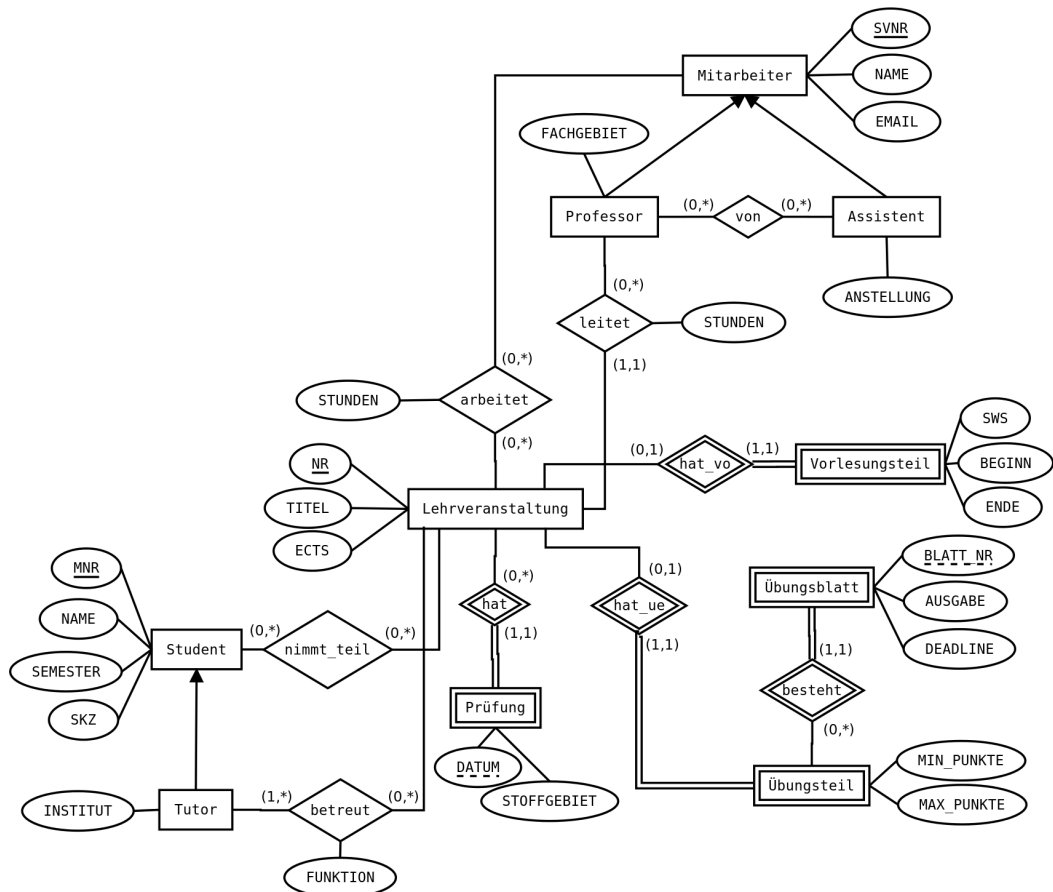 SVNR
Mitarbeiter
NAME
EMAIL
FACHGEBIET
Professor
(0,*)
von
(0,*)
Assistent
(0,*)
ANSTELLUNG
leitet
STUNDEN
(0,*)
(1,1)
STUNDEN
arbeitet
(0,*)
SWS
(0,1)
hat_vo
(1,1)
Vorlesungsteil
BEGINN
NR
ENDE
TITEL
Lehrveranstaltung
ECTS
BLATT_NR
MNR
(0,*)
(0,1)
Übungsblatt
AUSGABE
hat
hat_ue
NAME
(0,*)
(0,*)
(1,1)
(1,1)
(1,1)
DEADLINE
Student
nimmt_teil
SEMESTER
besteht
SKZ
Prüfung
(0,*)
DATUM
MIN_PUNKTE
Übungsteil
STOFFGEBIET
MAX_PUNKTE
INSTITUT
Tutor
(1,*)
betreut
(0,*)
FUNKTION